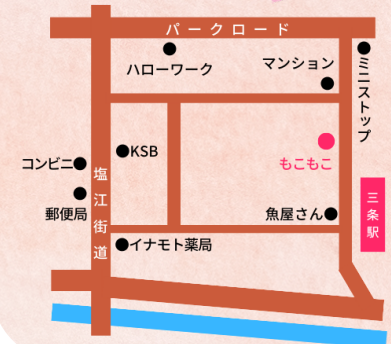 パークロード
ハローワーク
マンション
ミニストップ
KSB
コンビニ
もこもこ
塩江街道
三条駅
郵便局
魚屋さん
イナモト薬局